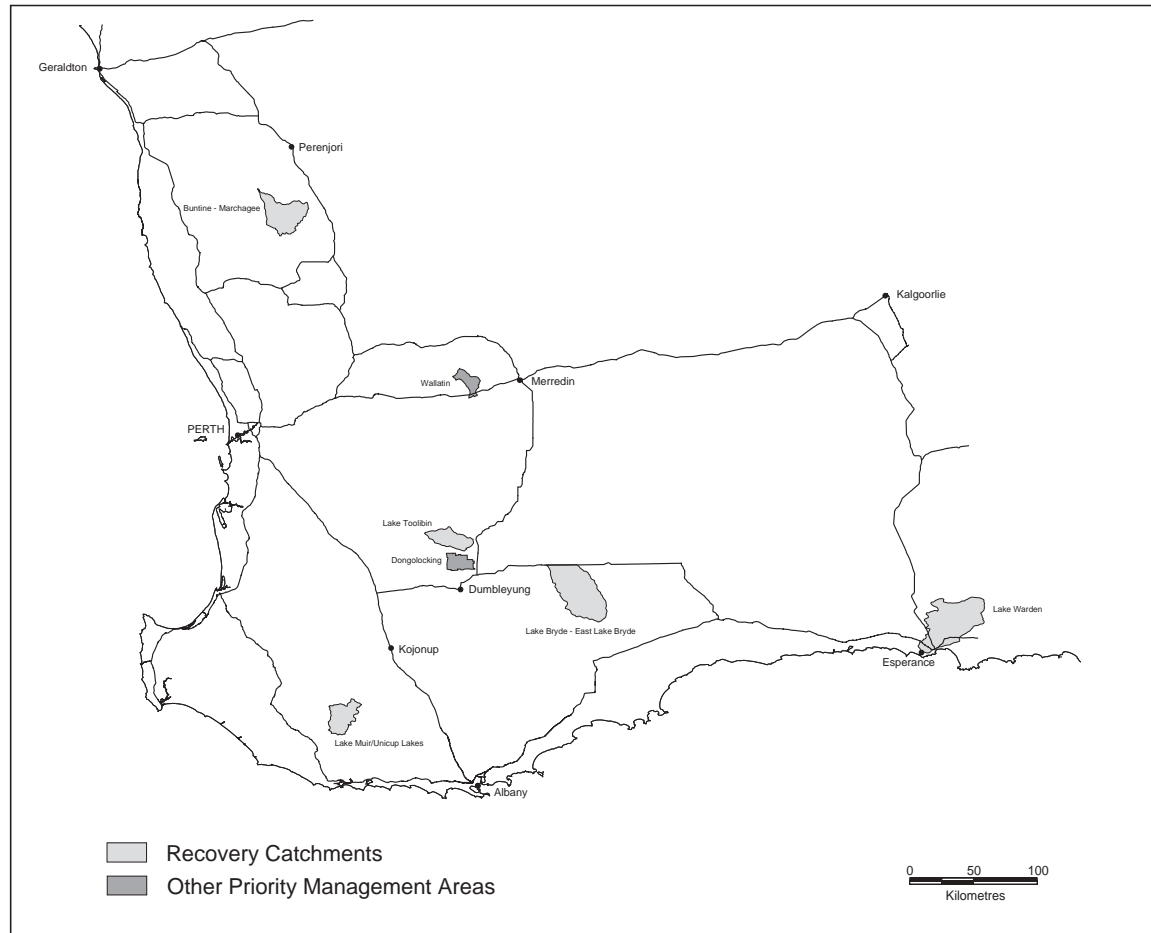 Geraldton
Perenjori
Buntine - Marchagee
Kalgoorlie
Wallatin
Merredin
PERTH
Lake Toolibin
Dongolocking
Dumbleyung
Lake Warden
Lake Bryde - East Lake Bryde
Kojonup
Esperance
Lake Muir/Unicup Lakes
Albany
Recovery Catchments
Other Priority Management Areas
0 50 100
Kilometres